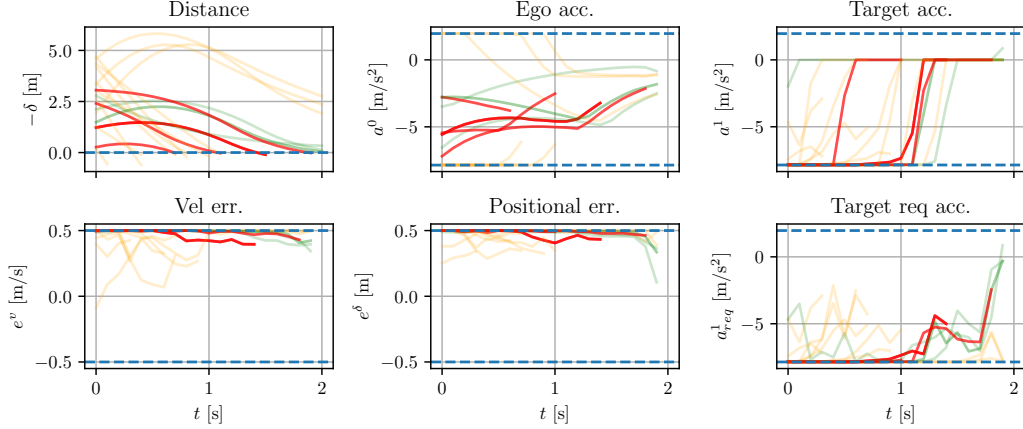 Distance
Ego acc.
Target acc.
−δ [m]
5.0
2.5
0.0
a⁰ [m/s²]
0
−5
a¹ [m/s²]
0
−5
Vel err.
Positional err.
Target req acc.
eᵛ [m/s]
0.5
0.0
−0.5
e^δ [m]
0.5
0.0
−0.5
a¹_req [m/s²]
0
−5
0 1 2
0 1 2
0 1 2
t [s]
t [s]
t [s]